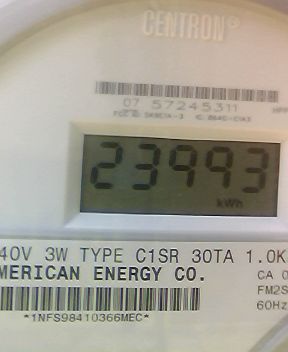 CENTRON®
07 57245311
23993
kWh
40V 3W TYPE C1SR 30TA 1.0K
MERICAN ENERGY CO.
CA 0
FM2S
60Hz
*1NFS98410366MEC*